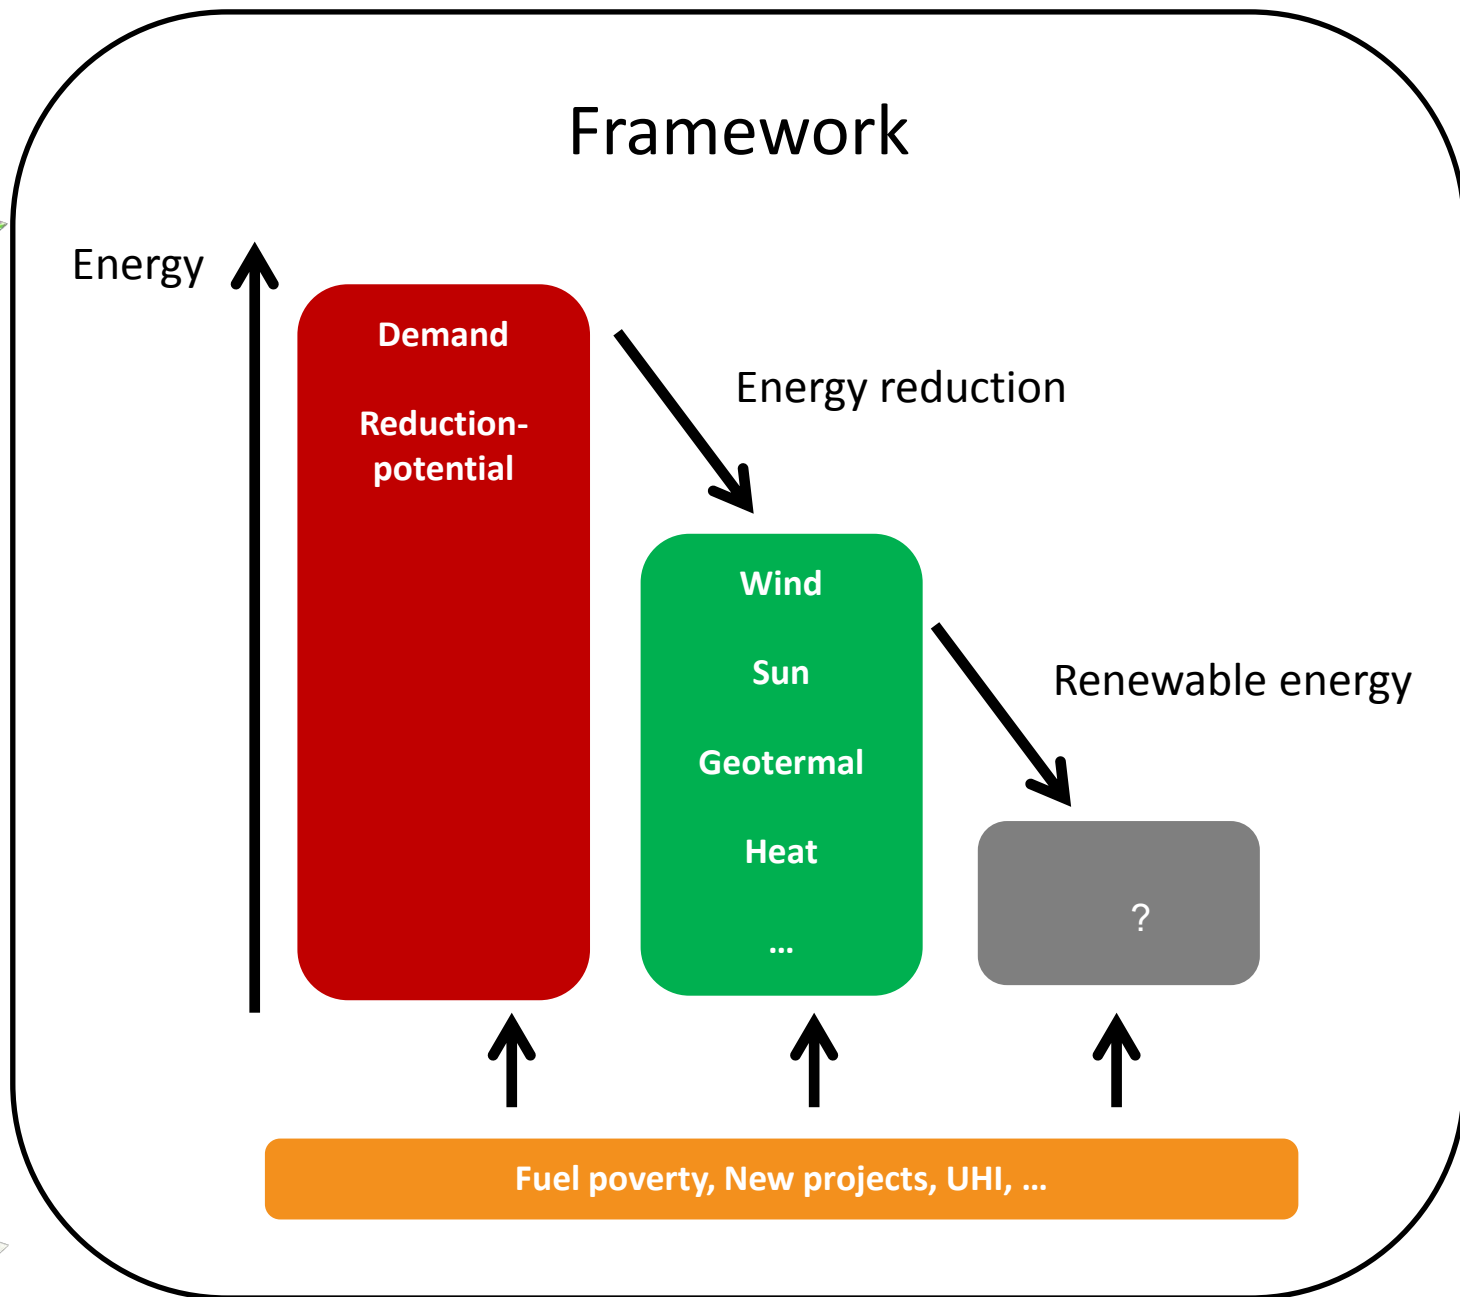 Framework
Energy
Demand
Reduction-
potential
Energy reduction
Wind
Sun
Geotermal
Heat
...
Renewable energy
?
Fuel poverty, New projects, UHI, ...